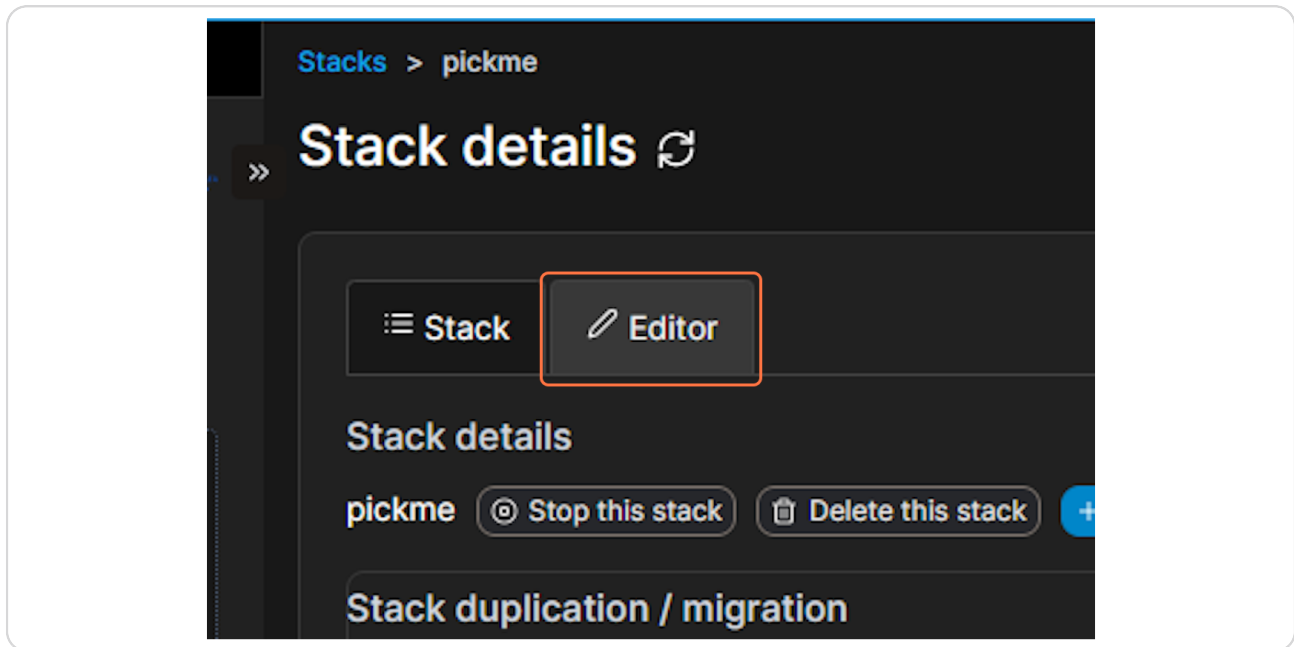 Stacks > pickme
Stack details
»
Stack Editor
Stack details
pickme Stop this stack Delete this stack +
Stack duplication / migration